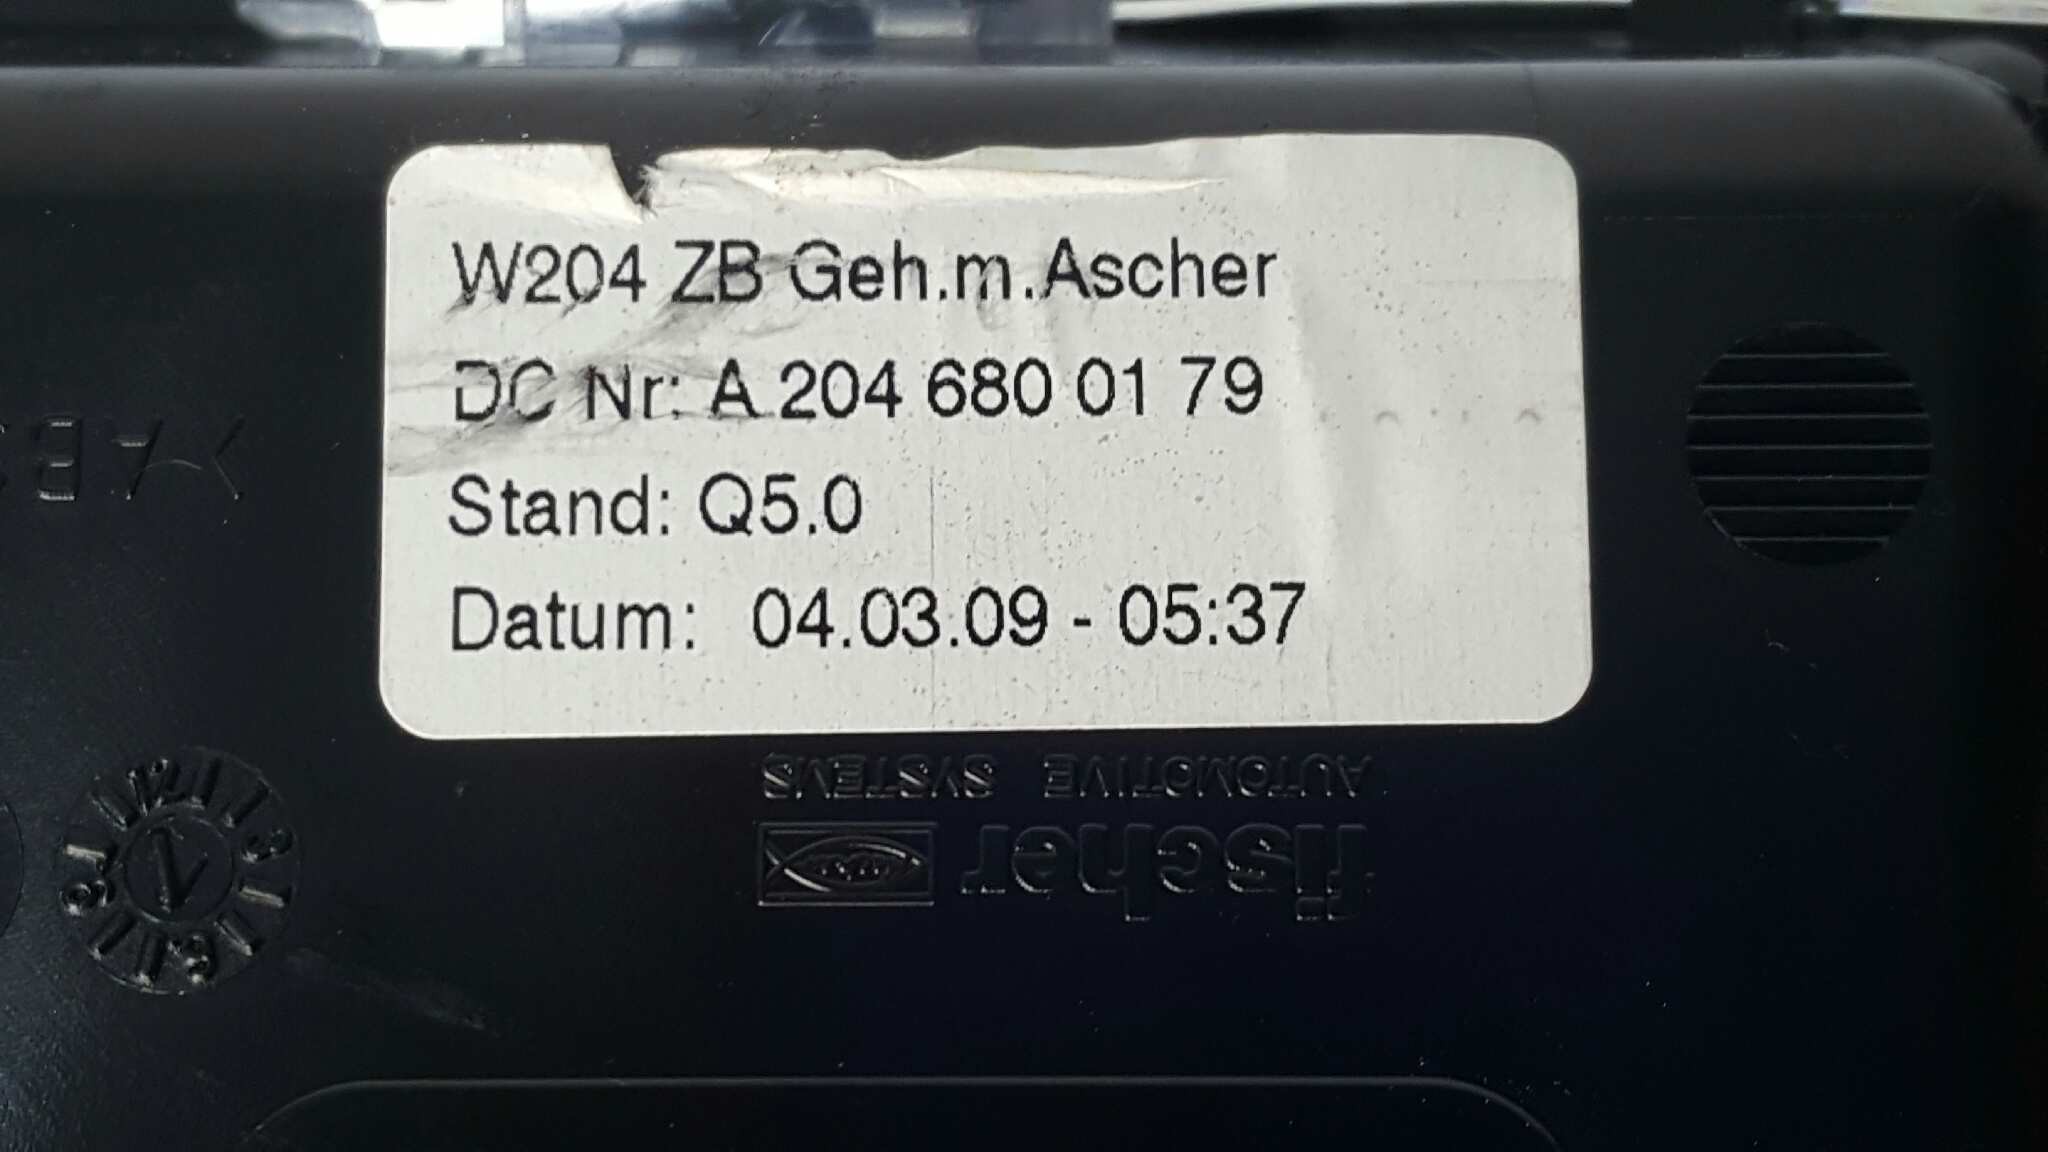 W204 ZB Geh.m.Ascher
DC Nr: A 204 680 01 79
Stand: Q5.0
Datum: 04.03.09 - 05:37
fischer
AUTOMOTIVE SYSTEMS